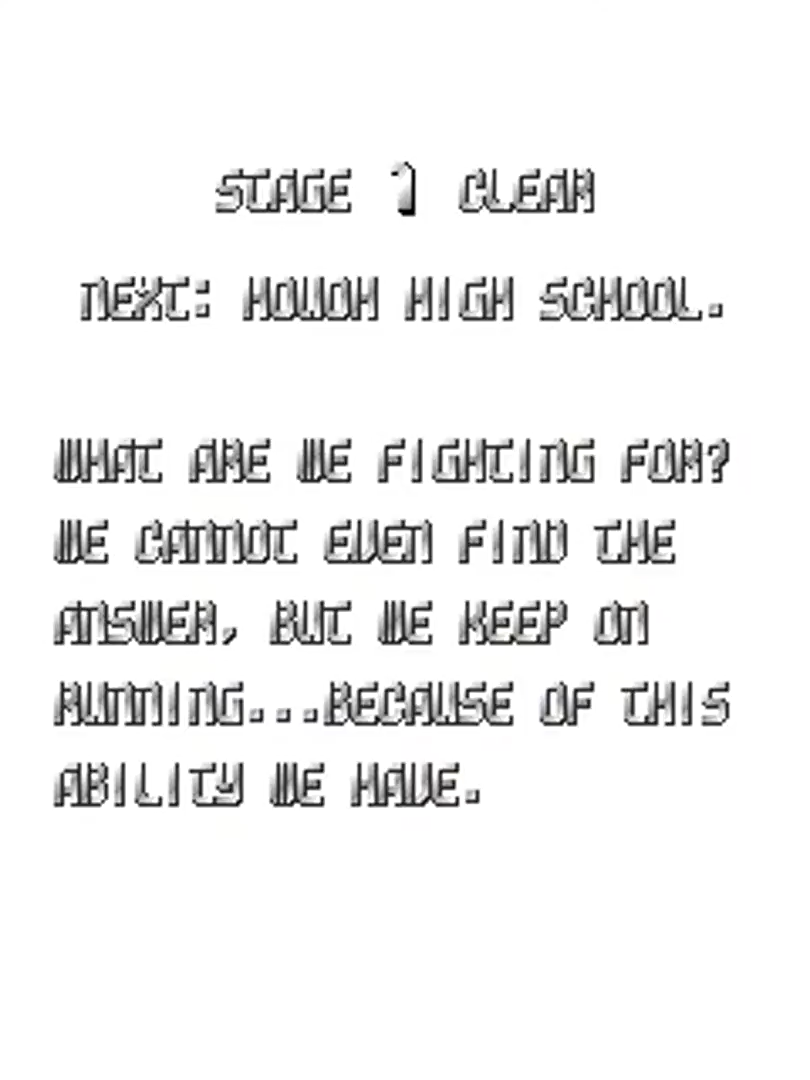 STAGE 1 CLEAR
NEXT: HOUOH HIGH SCHOOL.
WHAT ARE WE FIGHTING FOR?
WE CANNOT EVEN FIND THE
ANSWER, BUT WE KEEP ON
RUNNING...BECAUSE OF THIS
ABILITY WE HAVE.